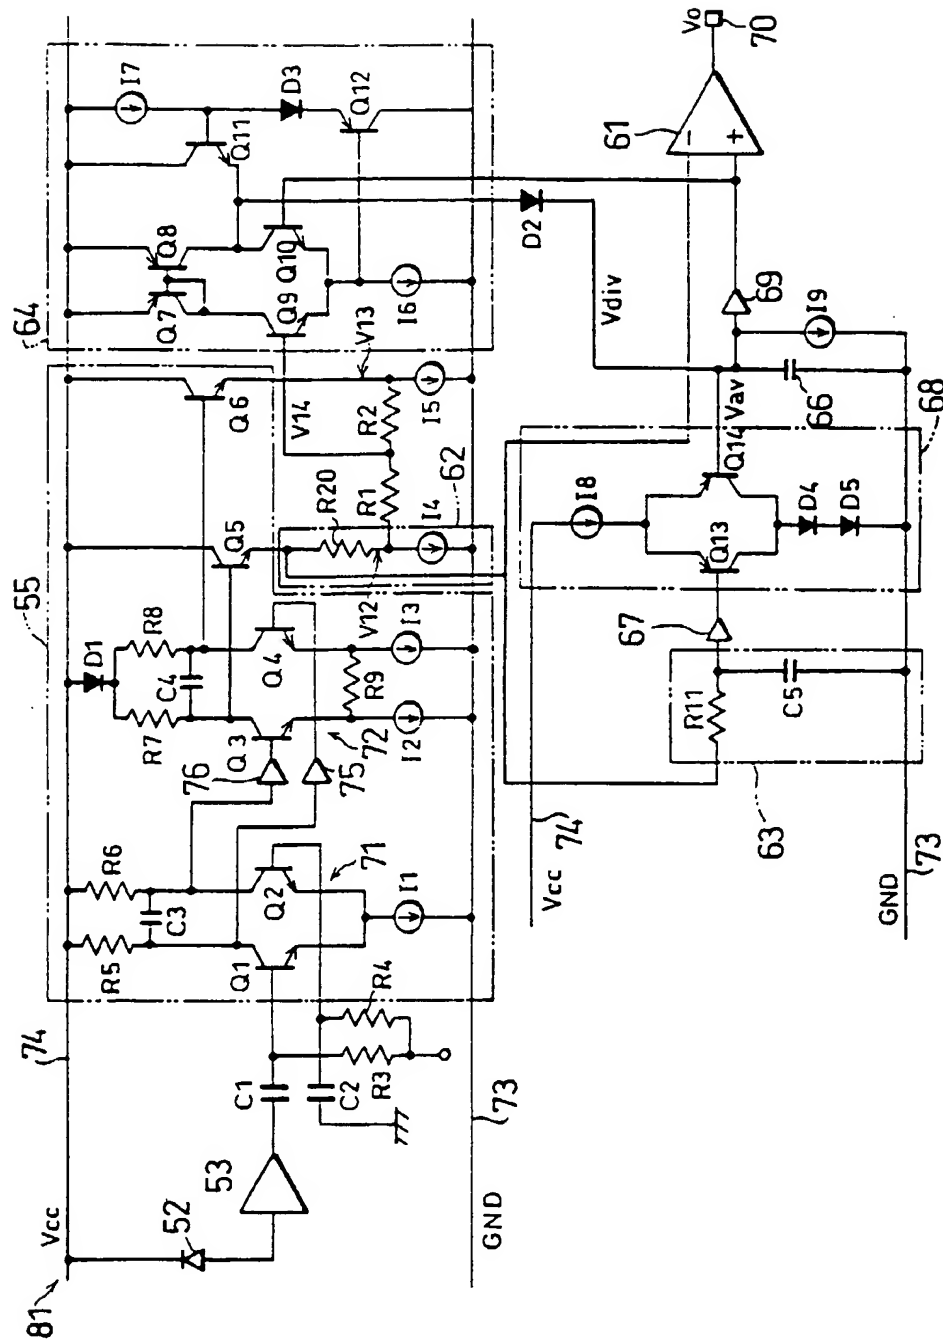 81
Vcc
74
52
53
C1
C2
R3
R4
GND
73
55
R5
R6
C3
Q1
Q2
71
I1
76
75
D1
R7
R8
C4
Q3
Q4
72
R9
I2
I3
Q5
Q6
V12
R20
R1
R2
I4
62
V14
V13
I5
64
Q7
Q8
Q9
Q10
I6
Q11
I7
D3
Q12
D2
Vdiv
61
−
+
Vo
70
69
I9
66
Vav
68
Q14
Q13
I8
D4
D5
67
R11
C5
63
Vcc
74
GND
73